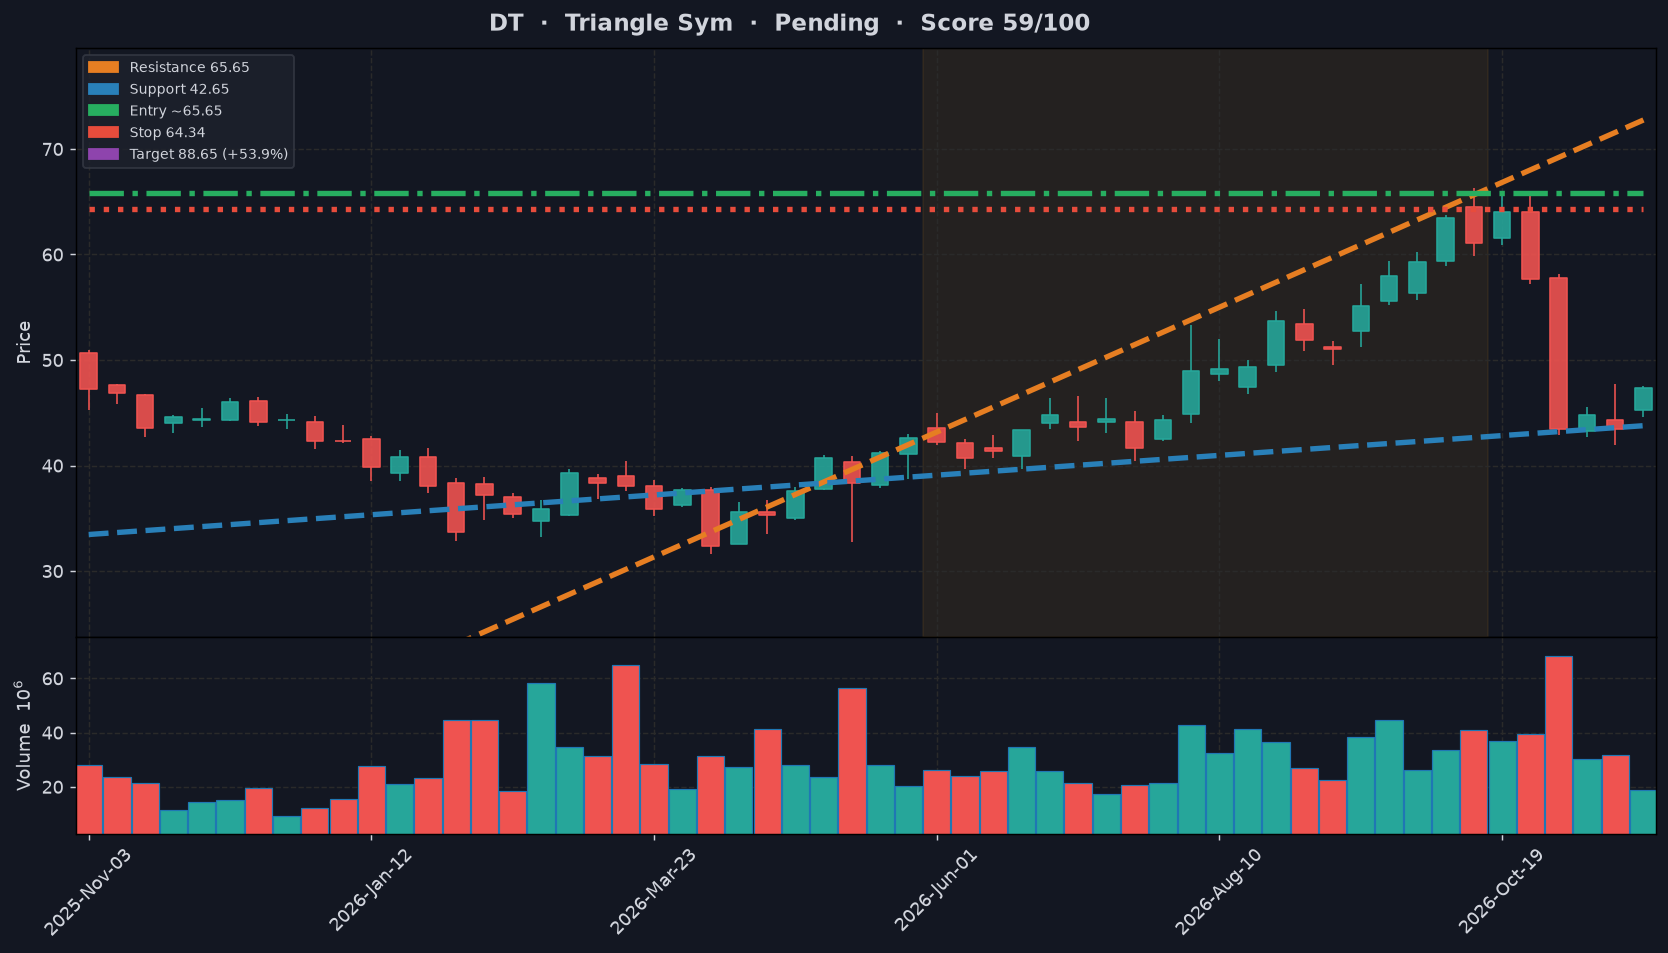 DT · Triangle Sym · Pending · Score 59/100
Resistance 65.65
Support 42.65
Entry ~65.65
Stop 64.34
Target 88.65 (+53.9%)
Price
70
60
50
40
30
Volume 10⁶
60
40
20
2025-Nov-03
2026-Jan-12
2026-Mar-23
2026-Jun-01
2026-Aug-10
2026-Oct-19